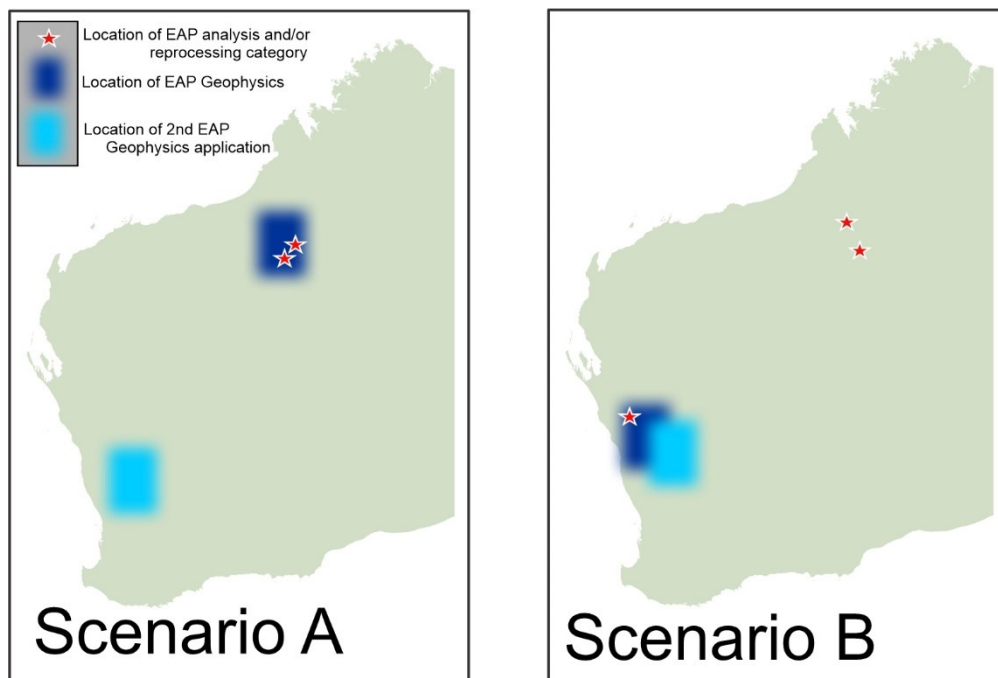 Location of EAP analysis and/or
reprocessing category
Location of EAP Geophysics
Location of 2nd EAP
Geophysics application
Scenario A
Scenario B